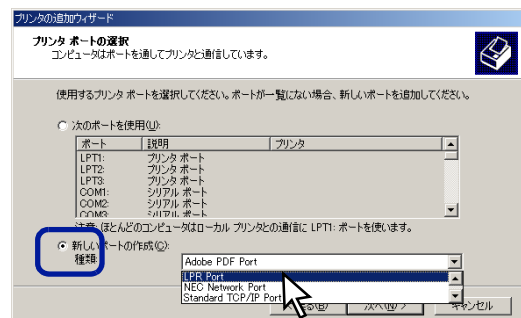 プリンタの追加ウィザード
プリンタ ポートの選択
コンピュータはポートを通してプリンタと通信しています。
使用するプリンタ ポートを選択してください。ポートが一覧にない場合、新しいポートを追加してください。
次のポートを使用(U):
ポート 説明 プリンタ
LPT1: プリンタ ポート
LPT2: プリンタ ポート
LPT3: プリンタ ポート
COM1: シリアル ポート
COM2: シリアル ポート
COM3: シリアル ポート
注意: ほとんどのコンピュータはローカル プリンタとの通信に LPT1: ポートを使います。
新しいポートの作成(C):
種類: Adobe PDF Port
LPR Port
NEC Network Port
Standard TCP/IP Port
(B) 次へ(N) > キャンセル